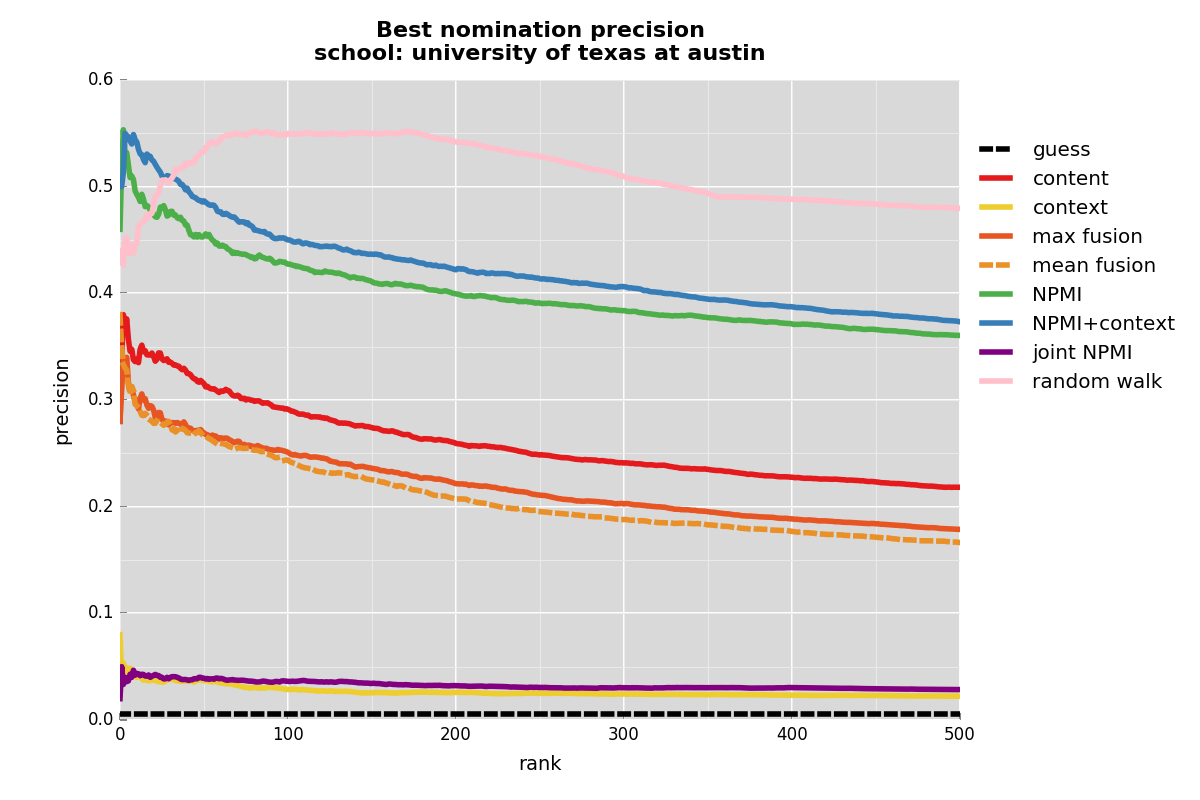 Best nomination precision
school: university of texas at austin
precision
0.6
0.5
0.4
0.3
0.2
0.1
0.0
0 100 200 300 400 500
rank
guess
content
context
max fusion
mean fusion
NPMI
NPMI+context
joint NPMI
random walk